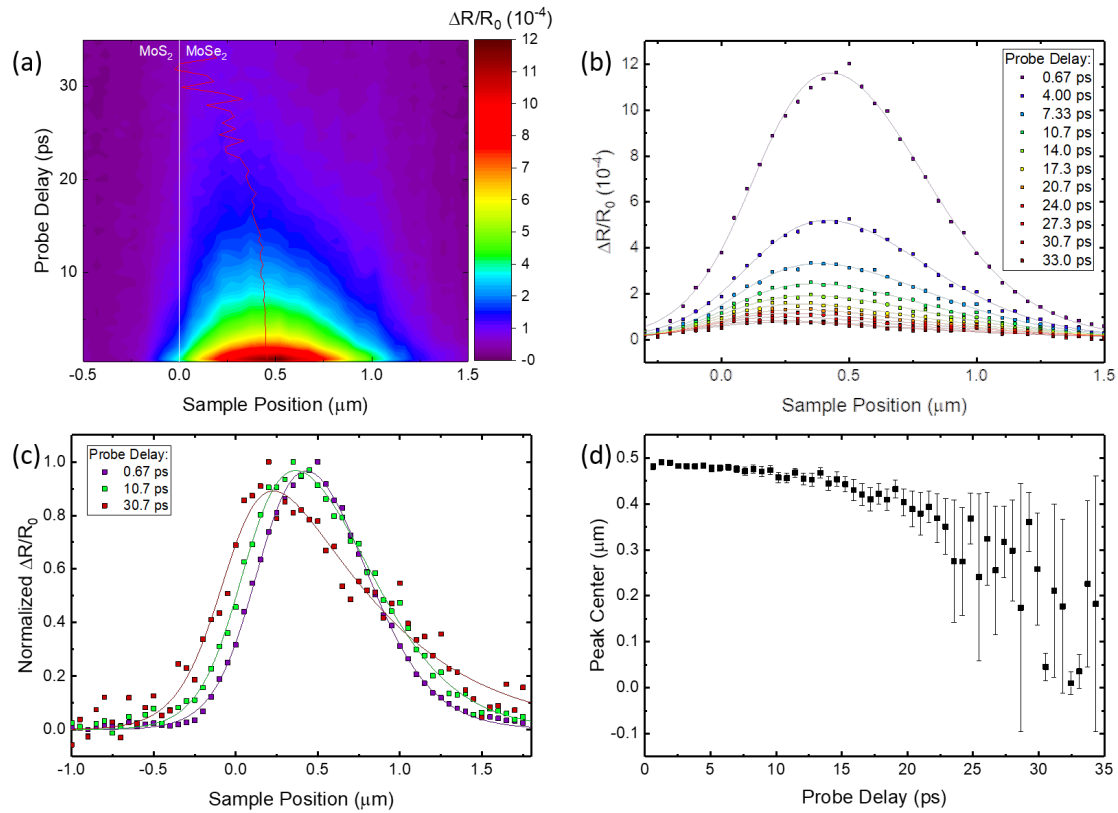 (a)
ΔR/R₀ (10⁻⁴)
MoS₂ MoSe₂
Probe Delay (ps)
30
20
10
-0.5 0.0 0.5 1.0 1.5
Sample Position (μm)
12
11
10
9
8
7
6
5
4
3
2
1
-0
(b)
ΔR/R₀ (10⁻⁴)
12
10
8
6
4
2
0
0.0 0.5 1.0 1.5
Sample Position (μm)
Probe Delay:
0.67 ps
4.00 ps
7.33 ps
10.7 ps
14.0 ps
17.3 ps
20.7 ps
24.0 ps
27.3 ps
30.7 ps
33.0 ps
(c)
Normalized ΔR/R₀
1.0
0.8
0.6
0.4
0.2
0.0
-1.0 -0.5 0.0 0.5 1.0 1.5
Sample Position (μm)
Probe Delay:
0.67 ps
10.7 ps
30.7 ps
(d)
Peak Center (μm)
0.5
0.4
0.3
0.2
0.1
0.0
-0.1
0 5 10 15 20 25 30 35
Probe Delay (ps)